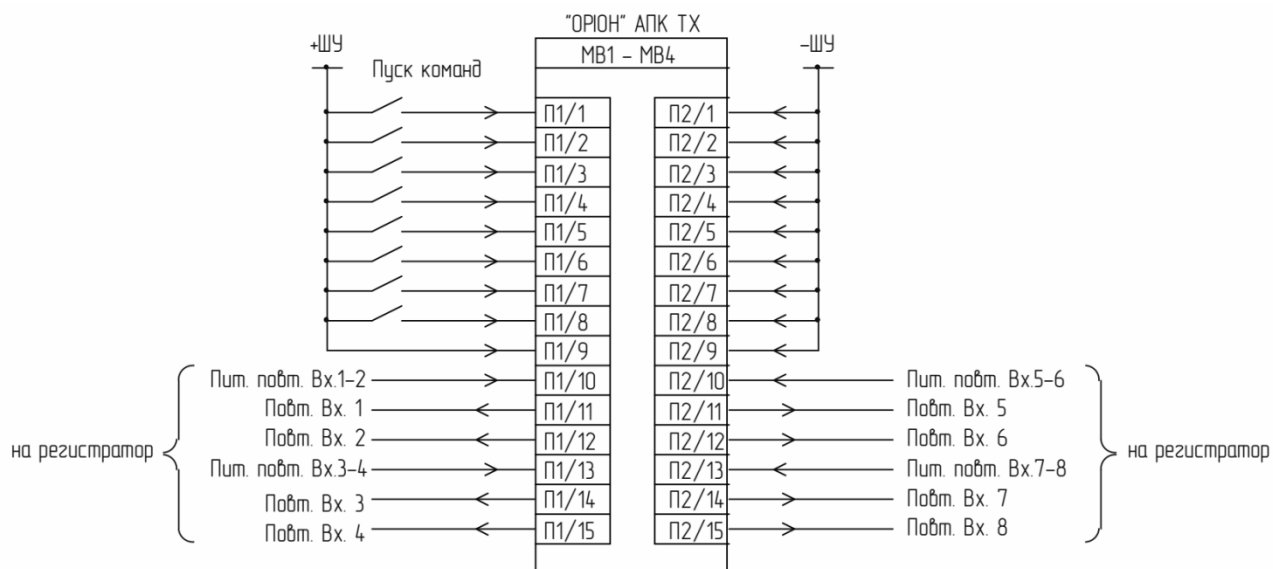 "ОРІОН" АПК ТХ
+ШУ
МВ1 – МВ4
–ШУ
Пуск команд
П1/1 П2/1
П1/2 П2/2
П1/3 П2/3
П1/4 П2/4
П1/5 П2/5
П1/6 П2/6
П1/7 П2/7
П1/8 П2/8
П1/9 П2/9
Пит. повт. Вх.1–2 П1/10 П2/10 Пит. повт. Вх.5–6
Повт. Вх. 1 П1/11 П2/11 Повт. Вх. 5
Повт. Вх. 2 П1/12 П2/12 Повт. Вх. 6
на регистратор
на регистратор
Пит. повт. Вх.3–4 П1/13 П2/13 Пит. повт. Вх.7–8
Повт. Вх. 3 П1/14 П2/14 Повт. Вх. 7
Повт. Вх. 4 П1/15 П2/15 Повт. Вх. 8